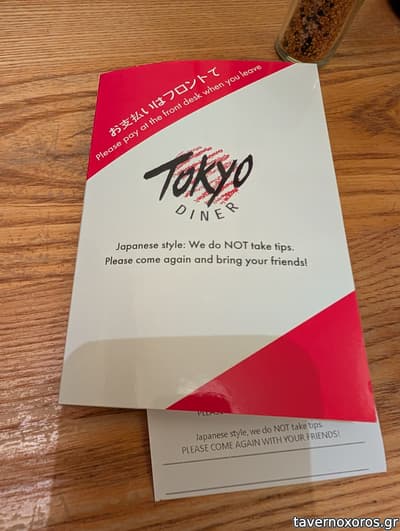 お支払いはフロントて
Please pay at the front desk when you leave
TOKYO
DINER
Japanese style: We do NOT take tips.
Please come again and bring your friends!
Japanese style, we do NOT take tips.
PLEASE COME AGAIN WITH YOUR FRIENDS!
tavernoxoros.gr